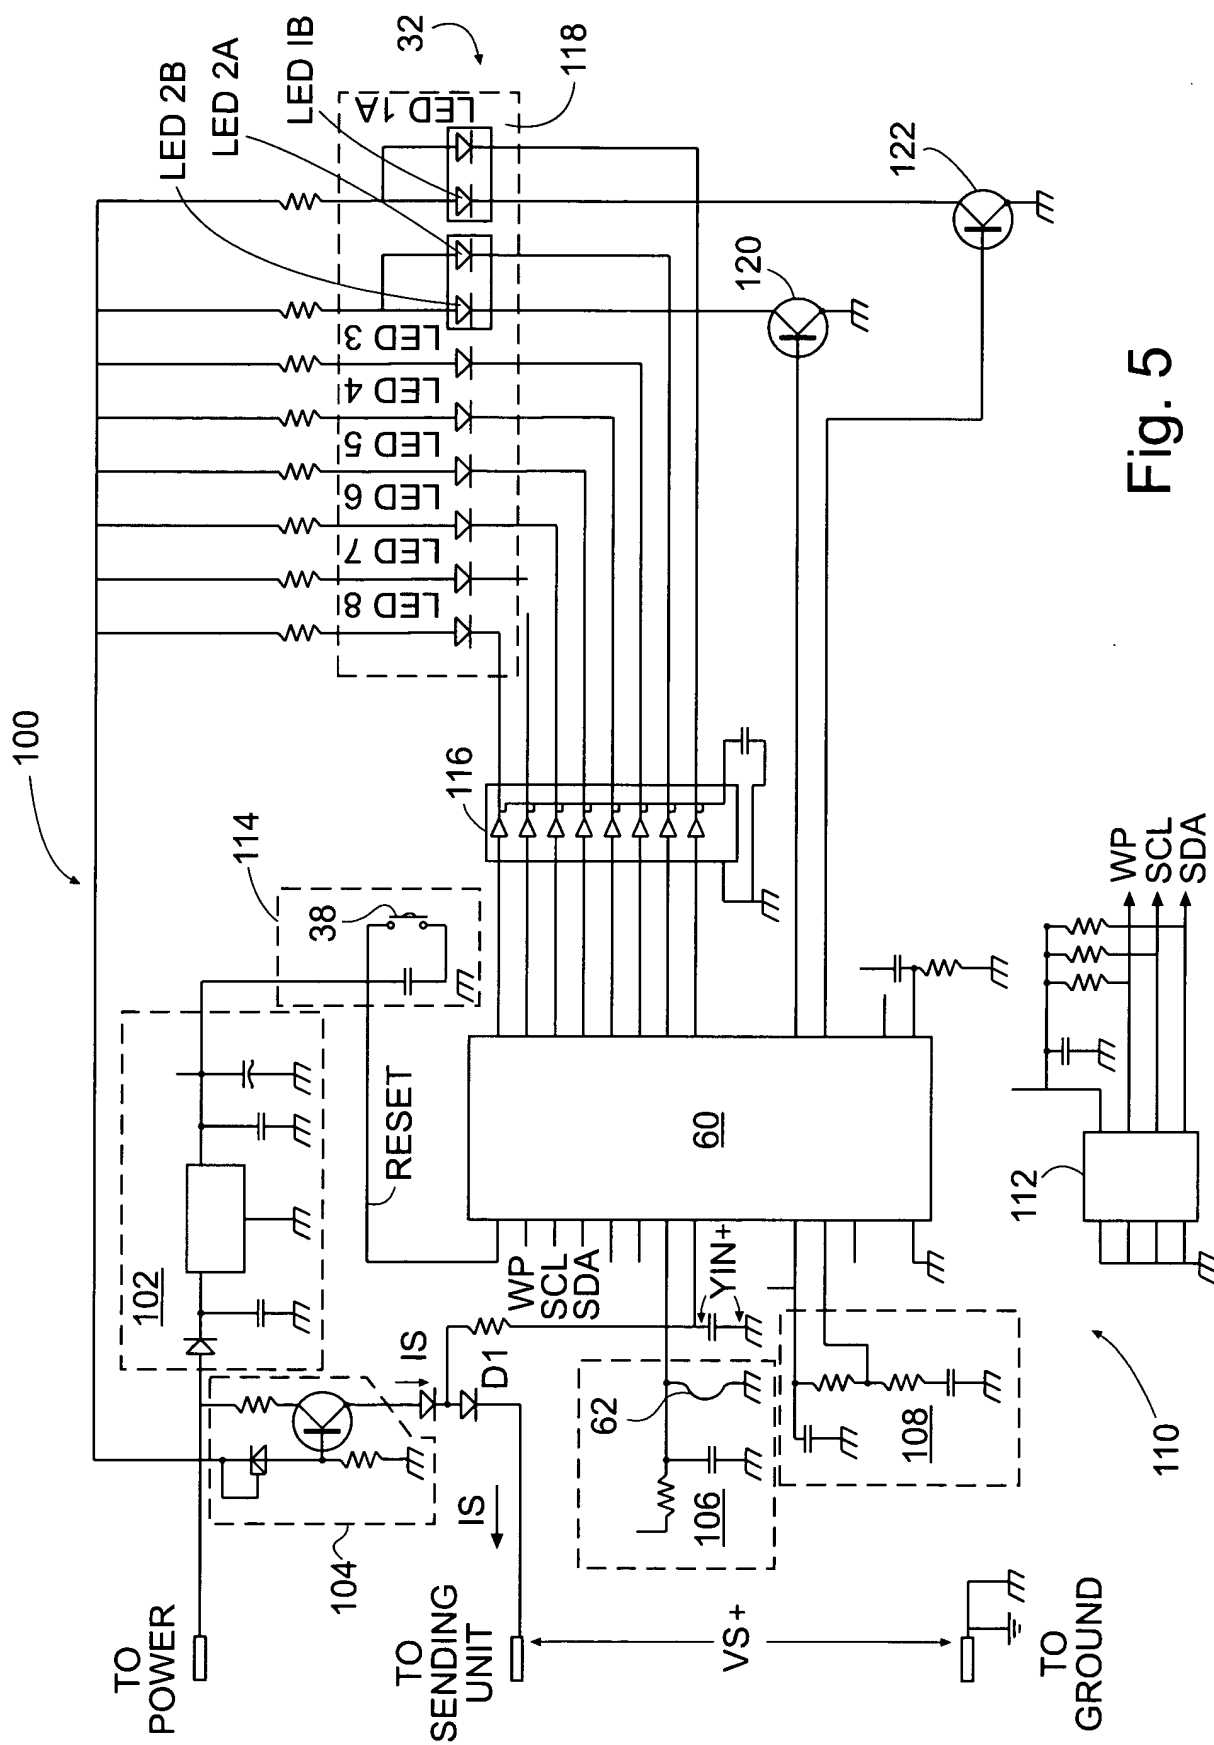 100
32
LED 2B
LED 2A
LED IB
LED 1A
118
LED 3
LED 4
LED 5
LED 6
LED 7
LED 8
114
38
116
122
120
102
RESET
60
WP
SCL
SDA
YIN+
IS
D1
104
IS
62
106
108
112
WP
SCL
SDA
110
TO
POWER
TO
SENDING
UNIT
VS+
TO
GROUND
Fig. 5